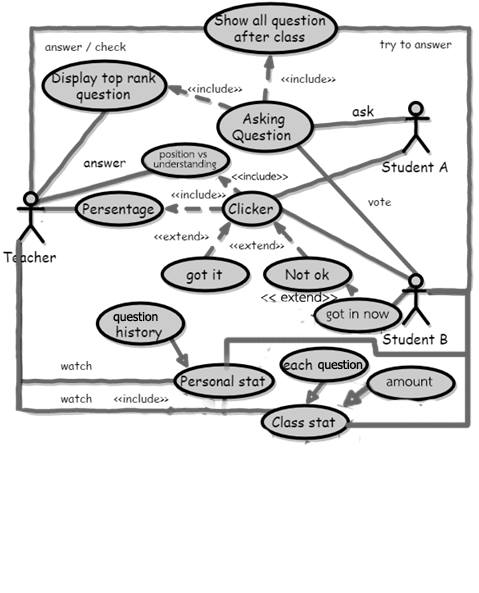 Show all question
after class
answer / check
try to answer
Display top rank
question
<<include>>
<<include>>
Asking
Question
ask
Student A
answer
position vs
understanding
<<include>>
<<include>>
Persentage
Clicker
vote
Teacher
<<extend>>
<<extend>>
got it
Not ok
<< extend>>
got in now
Student B
question
history
each question
watch
Personal stat
amount
watch
<<include>>
Class stat